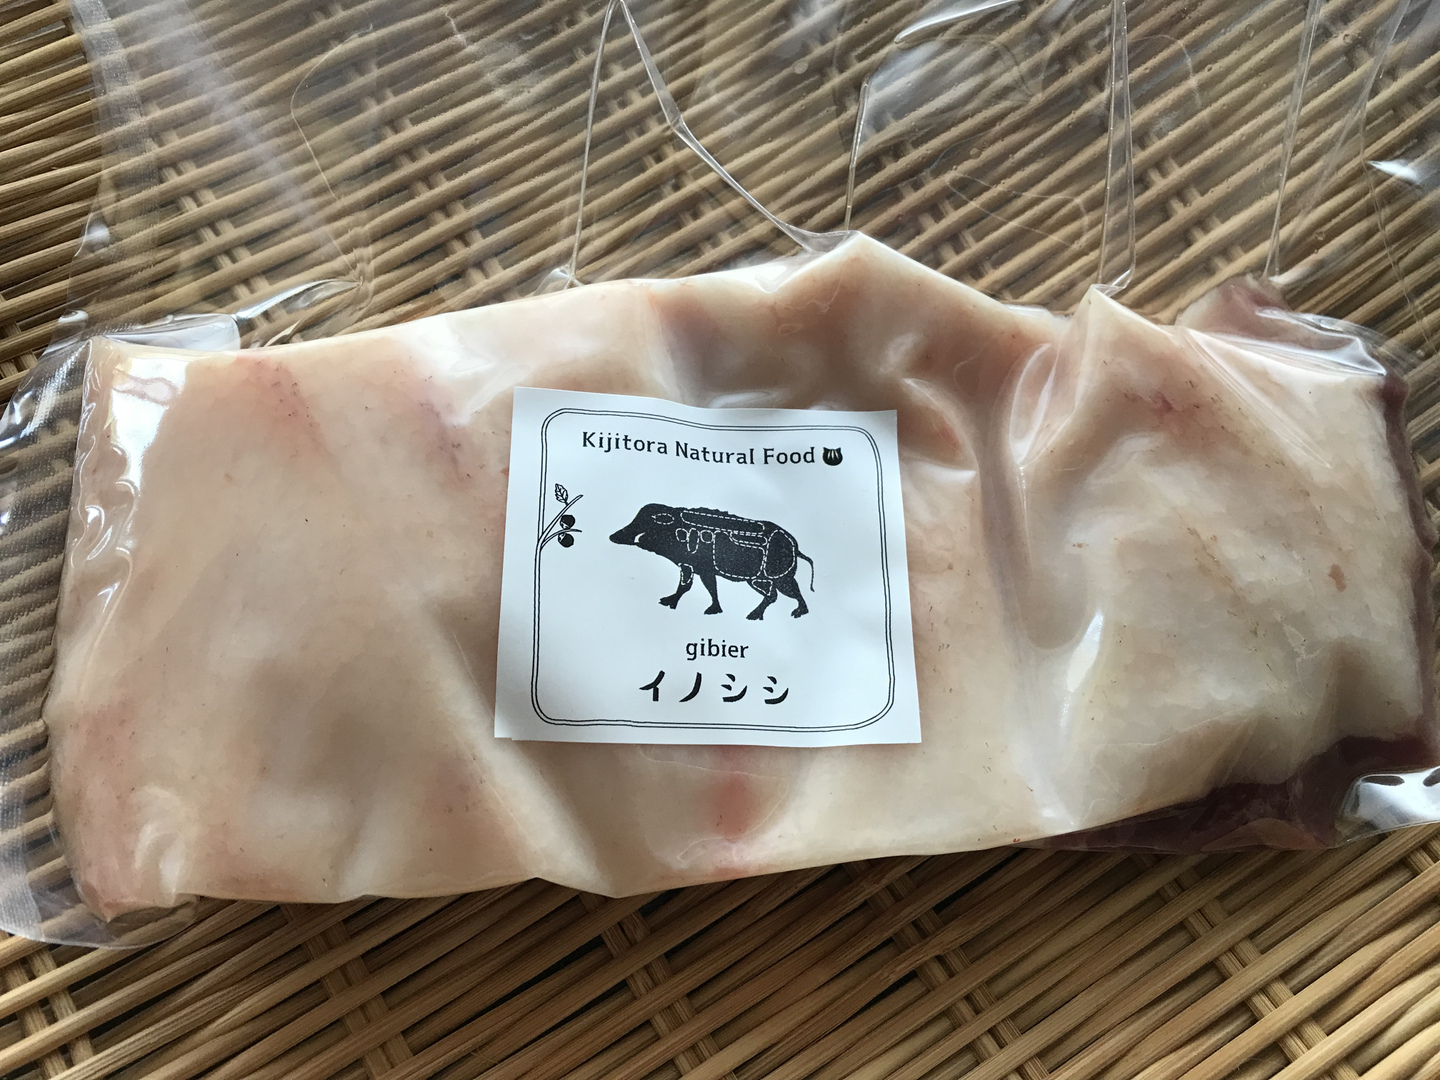 Kijitora Natural Food
gibier
イノシシ